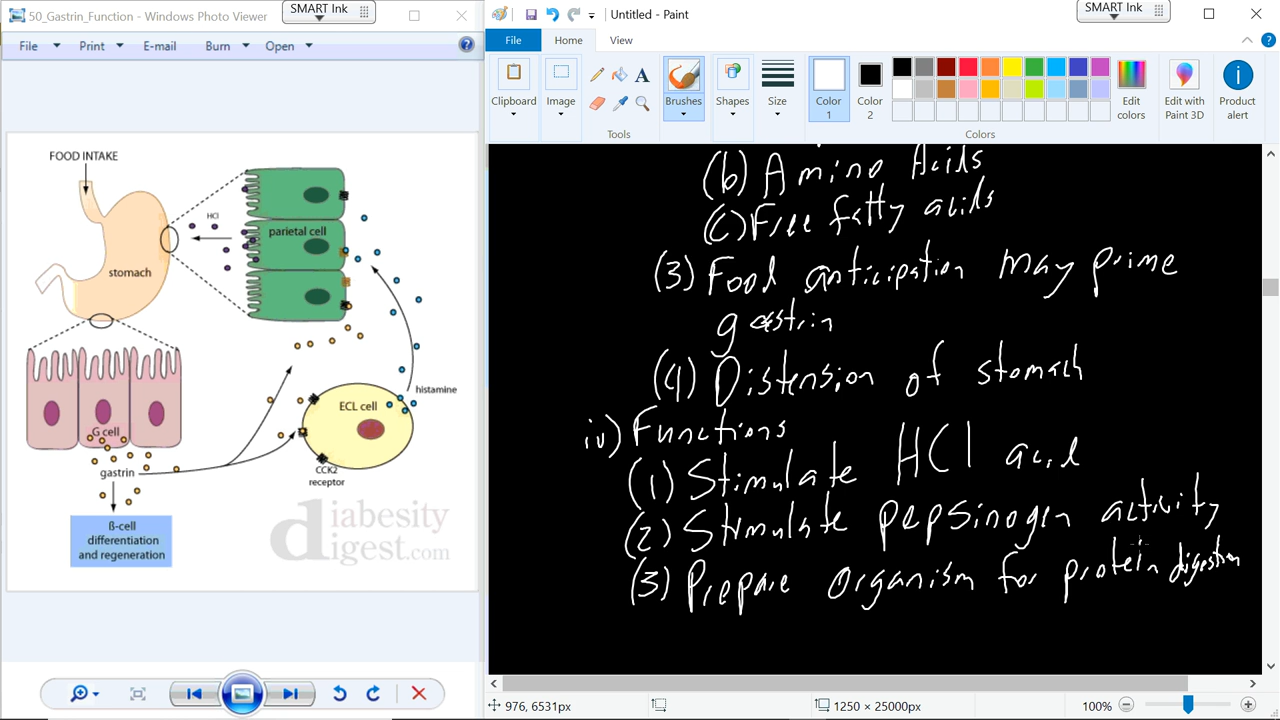 50_Gastrin_Function - Windows Photo Viewer
SMART Ink
File Print E-mail Burn Open
FOOD INTAKE
HCl
parietal cell
stomach
histamine
ECL cell
G cell
gastrin
CCK2
receptor
ß-cell
differentiation
and regeneration
diabesity
digest.com
Untitled - Paint
SMART Ink
File Home View
Clipboard Image Brushes Shapes Size Color 1 Color 2 Edit colors Edit with Paint 3D Product alert
Tools Colors
(b) Amino Acids
(c) Free fatty acids
(3) Food anticipation may prime
gastrin
(4) Distension of stomach
iv) Functions
(1) Stimulate HCl acid
(2) Stimulate pepsinogen activity
(3) Prepare organism for protein digestion
976, 6531px 1250 × 25000px 100%